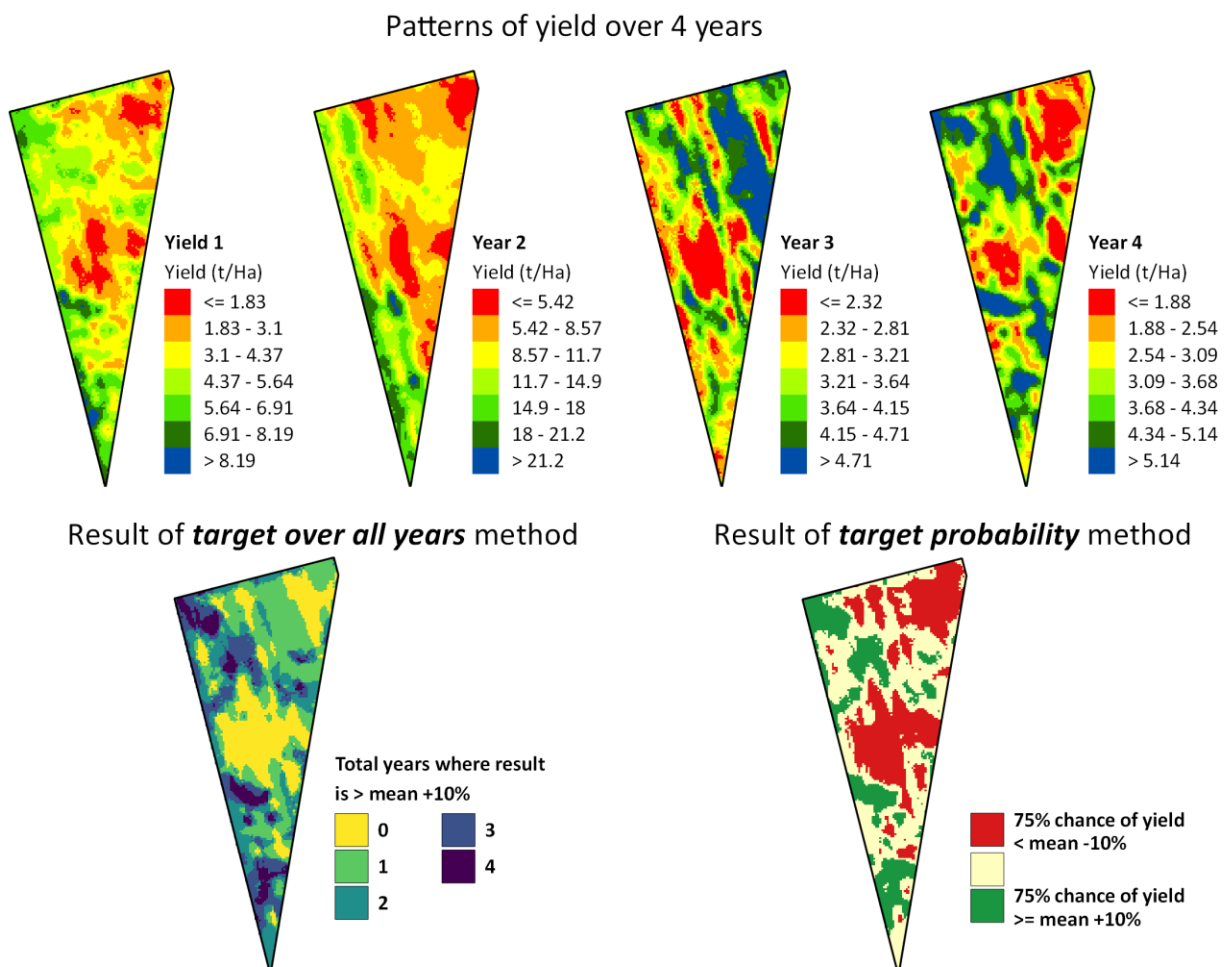 Patterns of yield over 4 years
Yield 1
Yield (t/Ha)
<= 1.83
1.83 - 3.1
3.1 - 4.37
4.37 - 5.64
5.64 - 6.91
6.91 - 8.19
> 8.19
Year 2
Yield (t/Ha)
<= 5.42
5.42 - 8.57
8.57 - 11.7
11.7 - 14.9
14.9 - 18
18 - 21.2
> 21.2
Year 3
Yield (t/Ha)
<= 2.32
2.32 - 2.81
2.81 - 3.21
3.21 - 3.64
3.64 - 4.15
4.15 - 4.71
> 4.71
Year 4
Yield (t/Ha)
<= 1.88
1.88 - 2.54
2.54 - 3.09
3.09 - 3.68
3.68 - 4.34
4.34 - 5.14
> 5.14
Result of target over all years method
Total years where result
is > mean +10%
0
1
2
3
4
Result of target probability method
75% chance of yield
< mean -10%
75% chance of yield
>= mean +10%